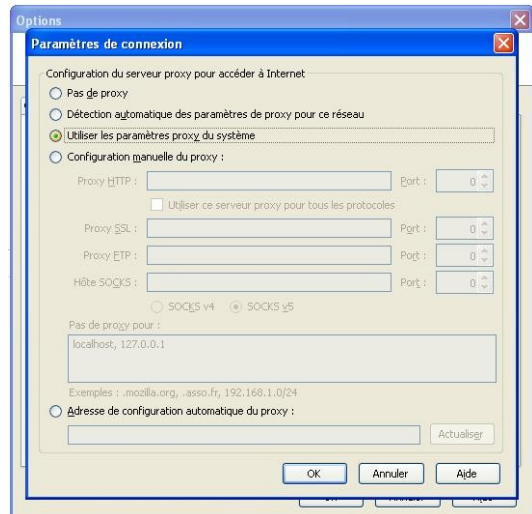 Options
Paramètres de connexion
Configuration du serveur proxy pour accéder à Internet
Pas de proxy
Détection automatique des paramètres de proxy pour ce réseau
Utiliser les paramètres proxy du système
Configuration manuelle du proxy :
Proxy HTTP : Port : 0
Utiliser ce serveur proxy pour tous les protocoles
Proxy SSL : Port : 0
Proxy FTP : Port : 0
Hôte SOCKS : Port : 0
SOCKS v4 SOCKS v5
Pas de proxy pour :
localhost, 127.0.0.1
Exemples : .mozilla.org, .asso.fr, 192.168.1.0/24
Adresse de configuration automatique du proxy :
Actualiser
OK Annuler Aide